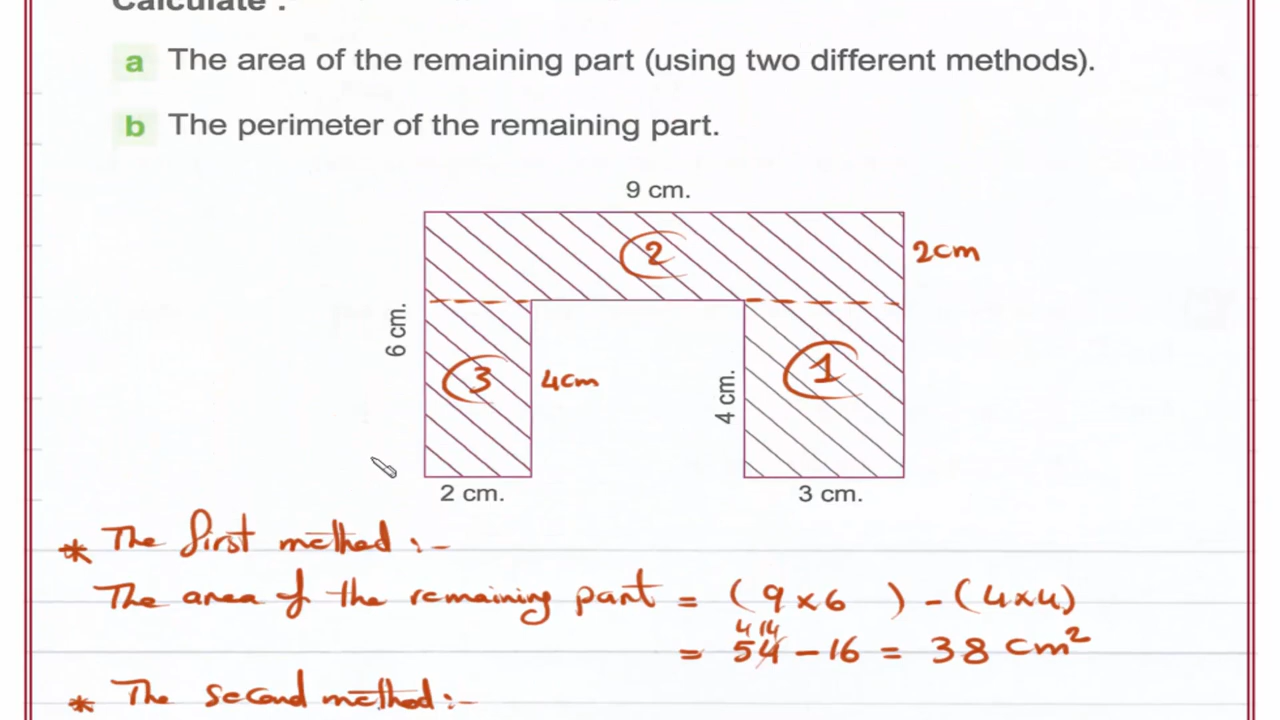 Calculate :
a The area of the remaining part (using two different methods).
b The perimeter of the remaining part.
9 cm.
2
2cm
6 cm.
3
4cm
4 cm.
1
2 cm.
3 cm.
* The first method :-
The area of the remaining part = (9 x 6 ) - (4x4)
4 14
= 54 - 16 = 38 cm²
* The second method :-